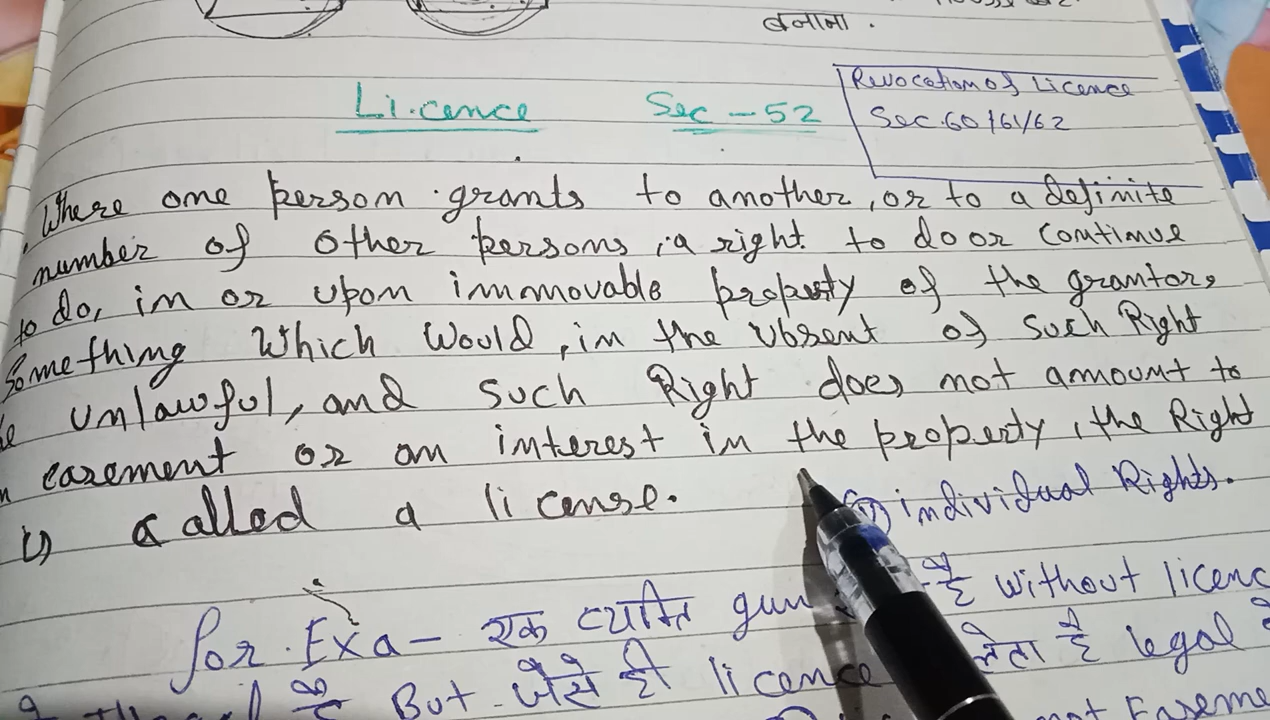 बनाना .
Licence Sec - 52
Revocation of Licence
Sec. 60/61/62
Where one person grants to another, or to a definite
number of other persons, a right to do or continue
to do, in or upon immovable property of the grantor,
Something which would, in the Ubsent of such Right
unlawful, and such Right does not amount to
easement or an interest in the property, the Right
is called a license.
individual Rights.
for Exa - एक व्यक्ति gun है without licenc
है But जैसे ही licence लेता है legal
not Easeme